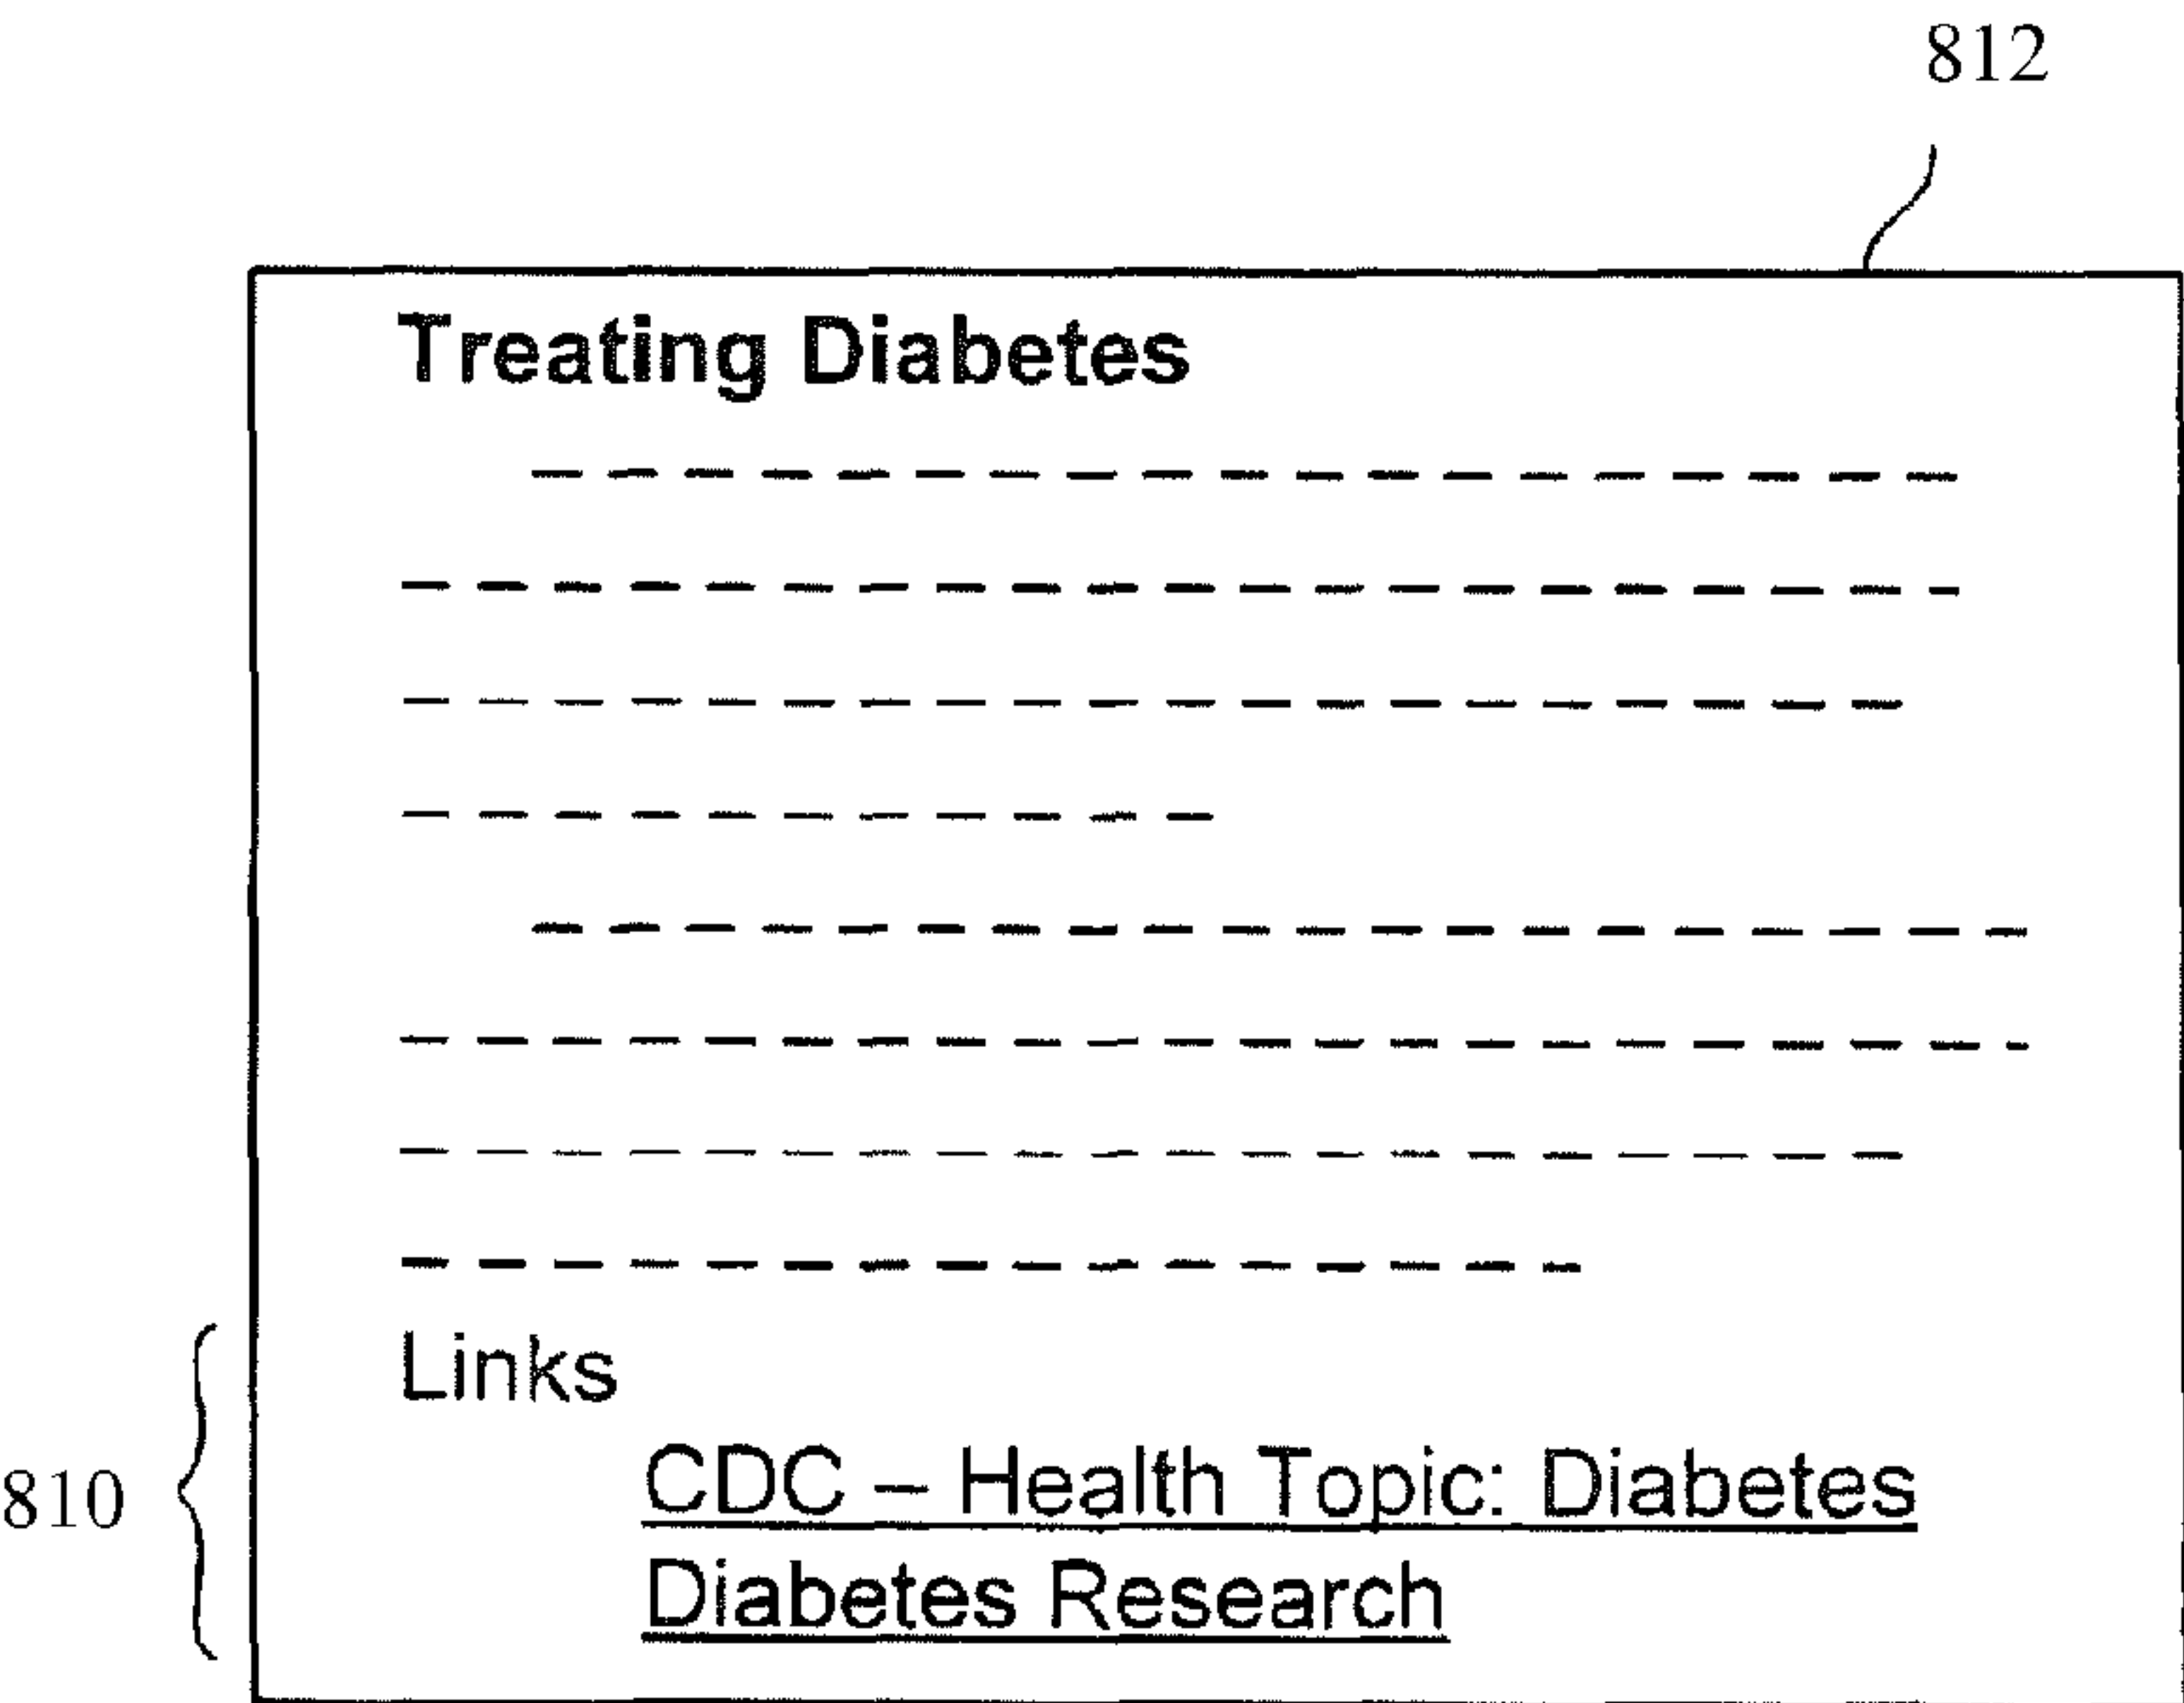 812
Treating Diabetes
Links
810
CDC – Health Topic: Diabetes
Diabetes Research